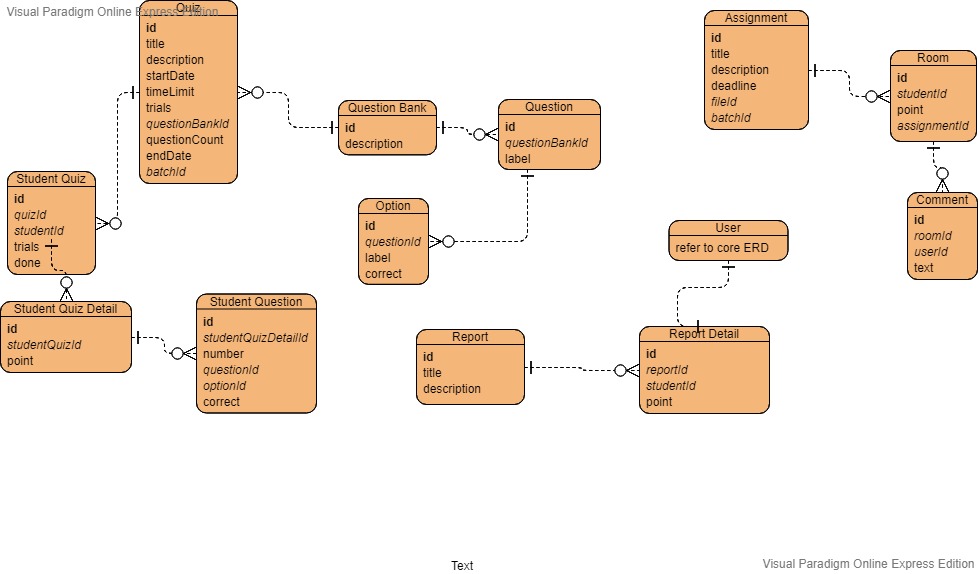 Visual Paradigm Online Express Edition
Quiz
id
title
description
startDate
timeLimit
trials
questionBankId
questionCount
endDate
batchId
Question Bank
id
description
Question
id
questionBankId
label
Assignment
id
title
description
deadline
fileId
batchId
Room
id
studentId
point
assignmentId
Student Quiz
id
quizId
studentId
trials
done
Option
id
questionId
label
correct
User
refer to core ERD
Comment
id
roomId
userId
text
Student Quiz Detail
id
studentQuizId
point
Student Question
id
studentQuizDetailId
number
questionId
optionId
correct
Report
id
title
description
Report Detail
id
reportId
studentId
point
Text
Visual Paradigm Online Express Edition